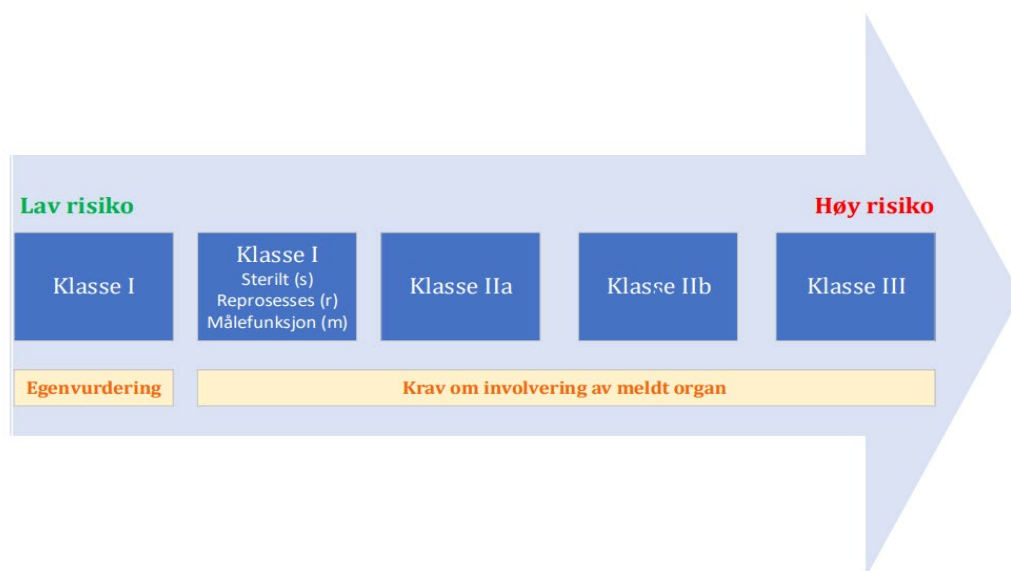 Lav risiko
Høy risiko
Klasse I
Klasse I
Sterilt (s)
Reprosesses (r)
Målefunksjon (m)
Klasse IIa
Klasse IIb
Klasse III
Egenvurdering
Krav om involvering av meldt organ